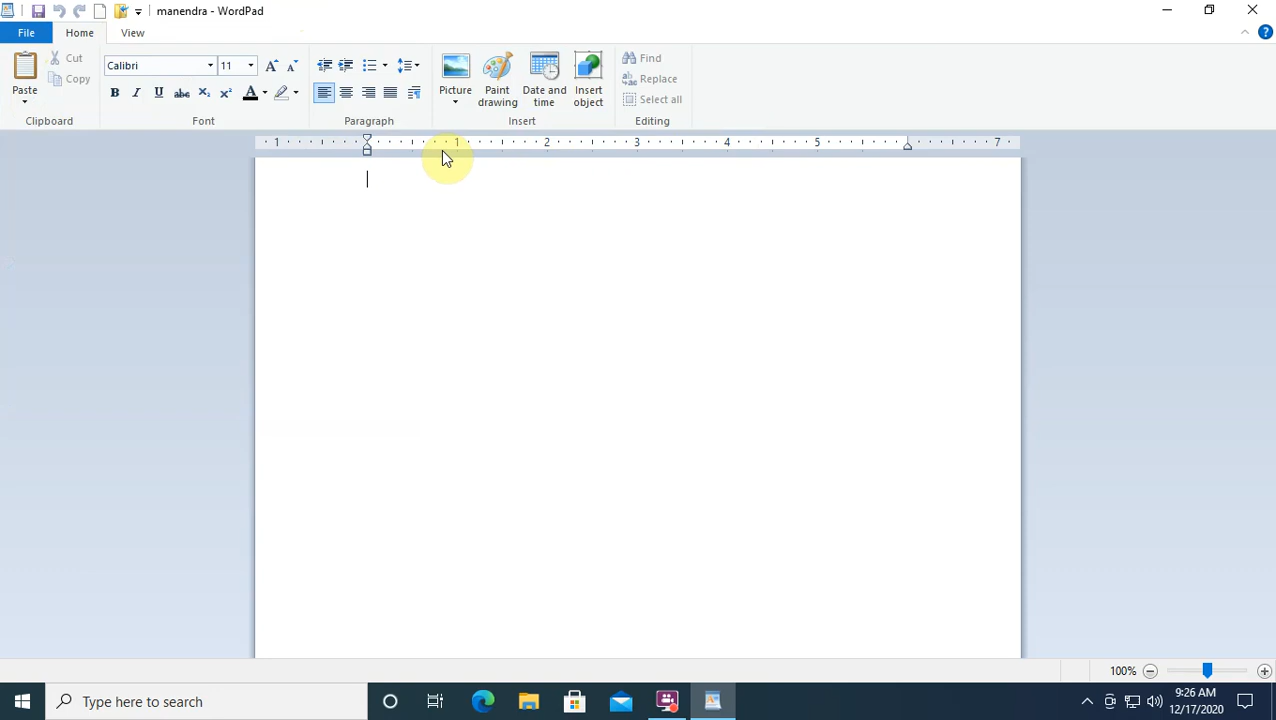 manendra - WordPad
File Home View
Paste Cut Copy Clipboard
Calibri 11
B I U abc X₂ X² A Font
Paragraph
Picture Paint drawing Date and time Insert object Insert
Find Replace Select all Editing
1 1 2 3 4 5 7
100%
Type here to search
9:26 AM
12/17/2020